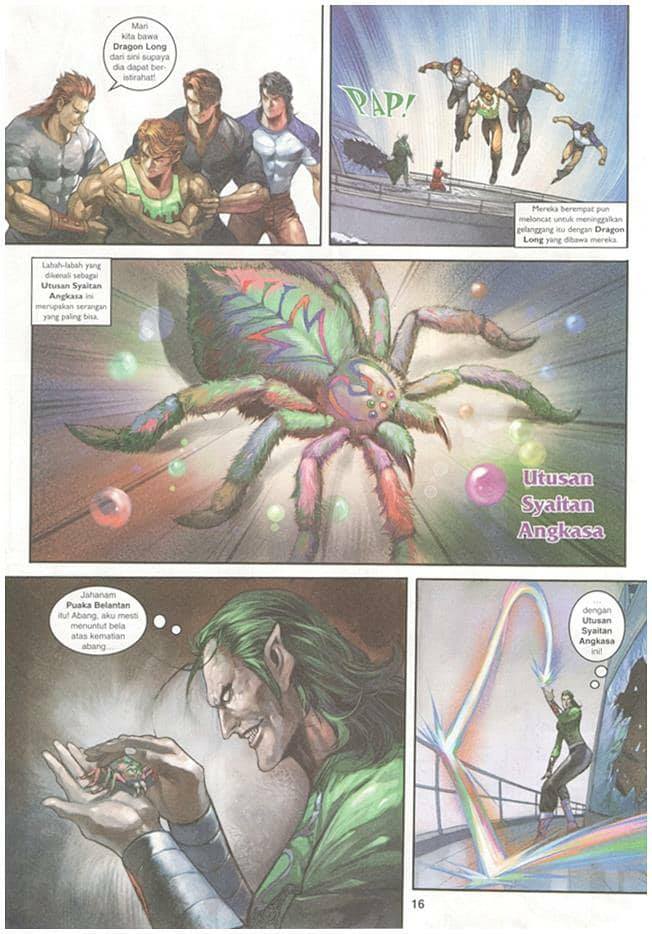 Mari
kita bawa
Dragon Long
dari sini supaya
dia dapat ber-
istirahat!
PAP!
Mereka berempat pun
meloncat untuk meninggalkan
gelanggang itu dengan Dragon
Long yang dibawa mereka.
Labah-labah yang
dikenali sebagai
Utusan Syaitan
Angkasa ini
merupakan serangan
yang paling bisa.
Utusan
Syaitan
Angkasa
Jahanam
Puaka Belantan
itu! Abang, aku mesti
menuntut bela
atas kematian
abang...
...
dengan
Utusan
Syaitan
Angkasa
ini!
16